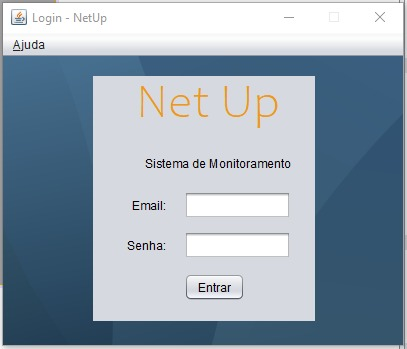 Login - NetUp
Ajuda
Net Up
Sistema de Monitoramento
Email:
Senha:
Entrar